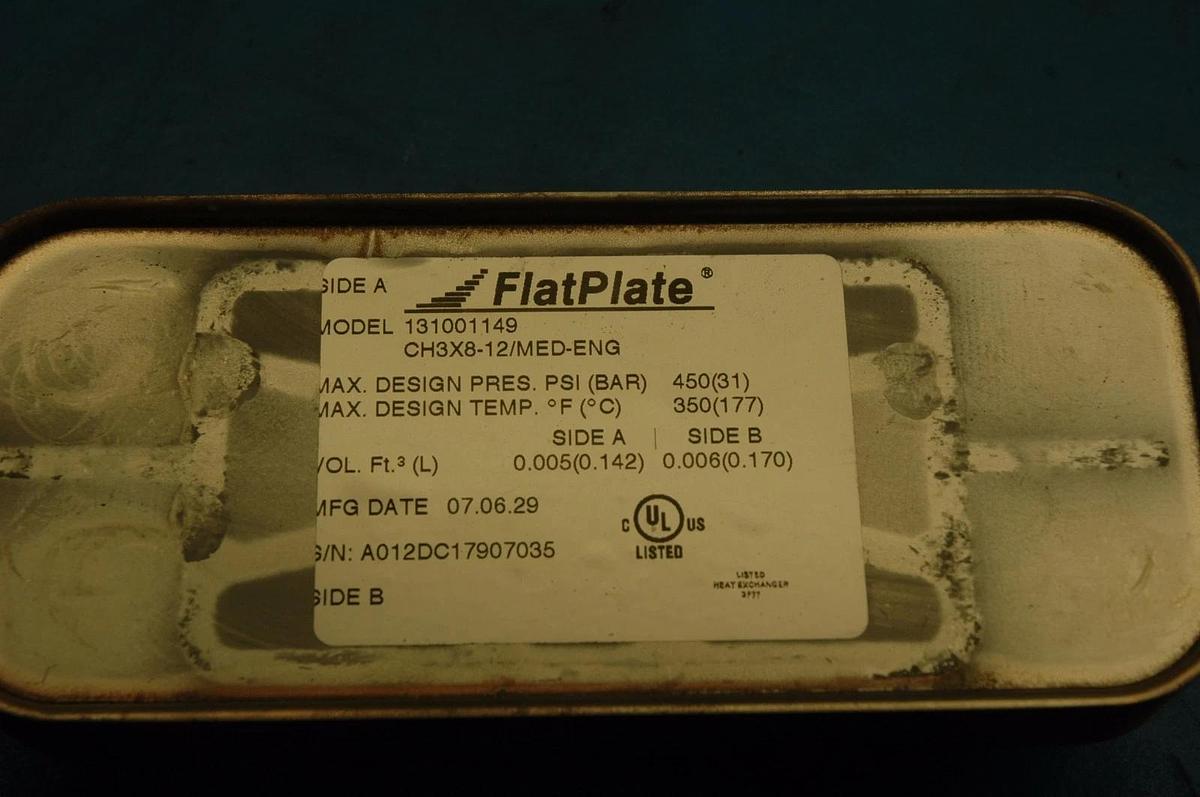 SIDE A FlatPlate®
MODEL 131001149
CH3X8-12/MED-ENG
MAX. DESIGN PRES. PSI (BAR) 450(31)
MAX. DESIGN TEMP. °F (°C) 350(177)
SIDE A | SIDE B
VOL. Ft.³ (L) 0.005(0.142) 0.006(0.170)
MFG DATE 07.06.29
C UL US
LISTED
S/N: A012DC17907035
LISTED
HEAT EXCHANGER
SIDE B